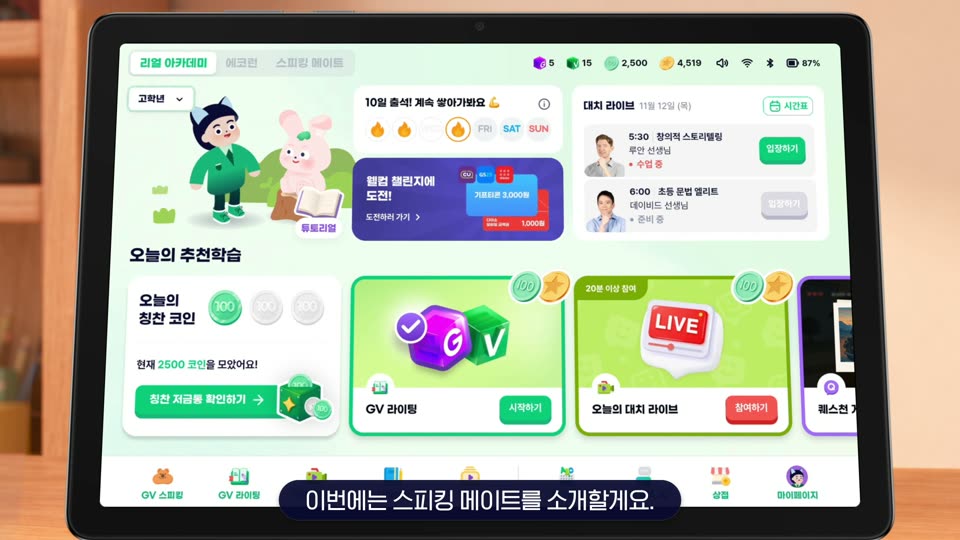 리얼 아카데미
에코런
스피킹 메이트
5
15
2,500
4,519
87%
고학년
튜토리얼
10일 출석! 계속 쌓아가봐요
FRI
SAT
SUN
웰컴 챌린지에
도전!
도전하러 가기 >
CU
GS25
기프티콘 3,000원
1,000원
대치 라이브 11월 12일 (목)
시간표
5:30 창의적 스토리텔링
루안 선생님
수업 중
입장하기
6:00 초등 문법 엘리트
데이비드 선생님
준비 중
입장하기
오늘의 추천학습
오늘의
칭찬 코인
100
100
100
현재 2500 코인을 모았어요!
칭찬 저금통 확인하기 →
100
100
G
V
GV 라이팅
시작하기
20분 이상 참여
100
LIVE
오늘의 대치 라이브
참여하기
Q
퀘스천
GV 스피킹
GV 라이팅
상점
마이페이지
이번에는 스피킹 메이트를 소개할게요.